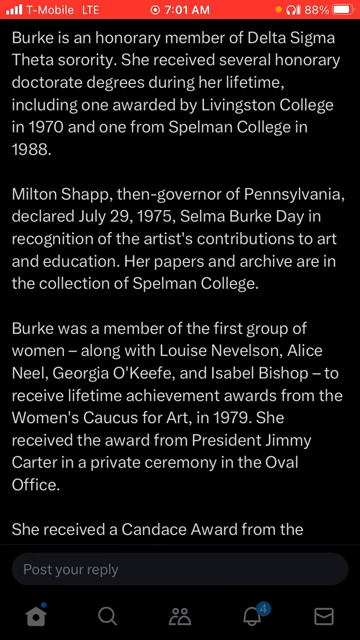 T-Mobile LTE 7:01 AM 88%
Burke is an honorary member of Delta Sigma
Theta sorority. She received several honorary
doctorate degrees during her lifetime,
including one awarded by Livingston College
in 1970 and one from Spelman College in
1988.
Milton Shapp, then-governor of Pennsylvania,
declared July 29, 1975, Selma Burke Day in
recognition of the artist's contributions to art
and education. Her papers and archive are in
the collection of Spelman College.
Burke was a member of the first group of
women – along with Louise Nevelson, Alice
Neel, Georgia O'Keefe, and Isabel Bishop – to
receive lifetime achievement awards from the
Women's Caucus for Art, in 1979. She
received the award from President Jimmy
Carter in a private ceremony in the Oval
Office.
She received a Candace Award from the
Post your reply
4